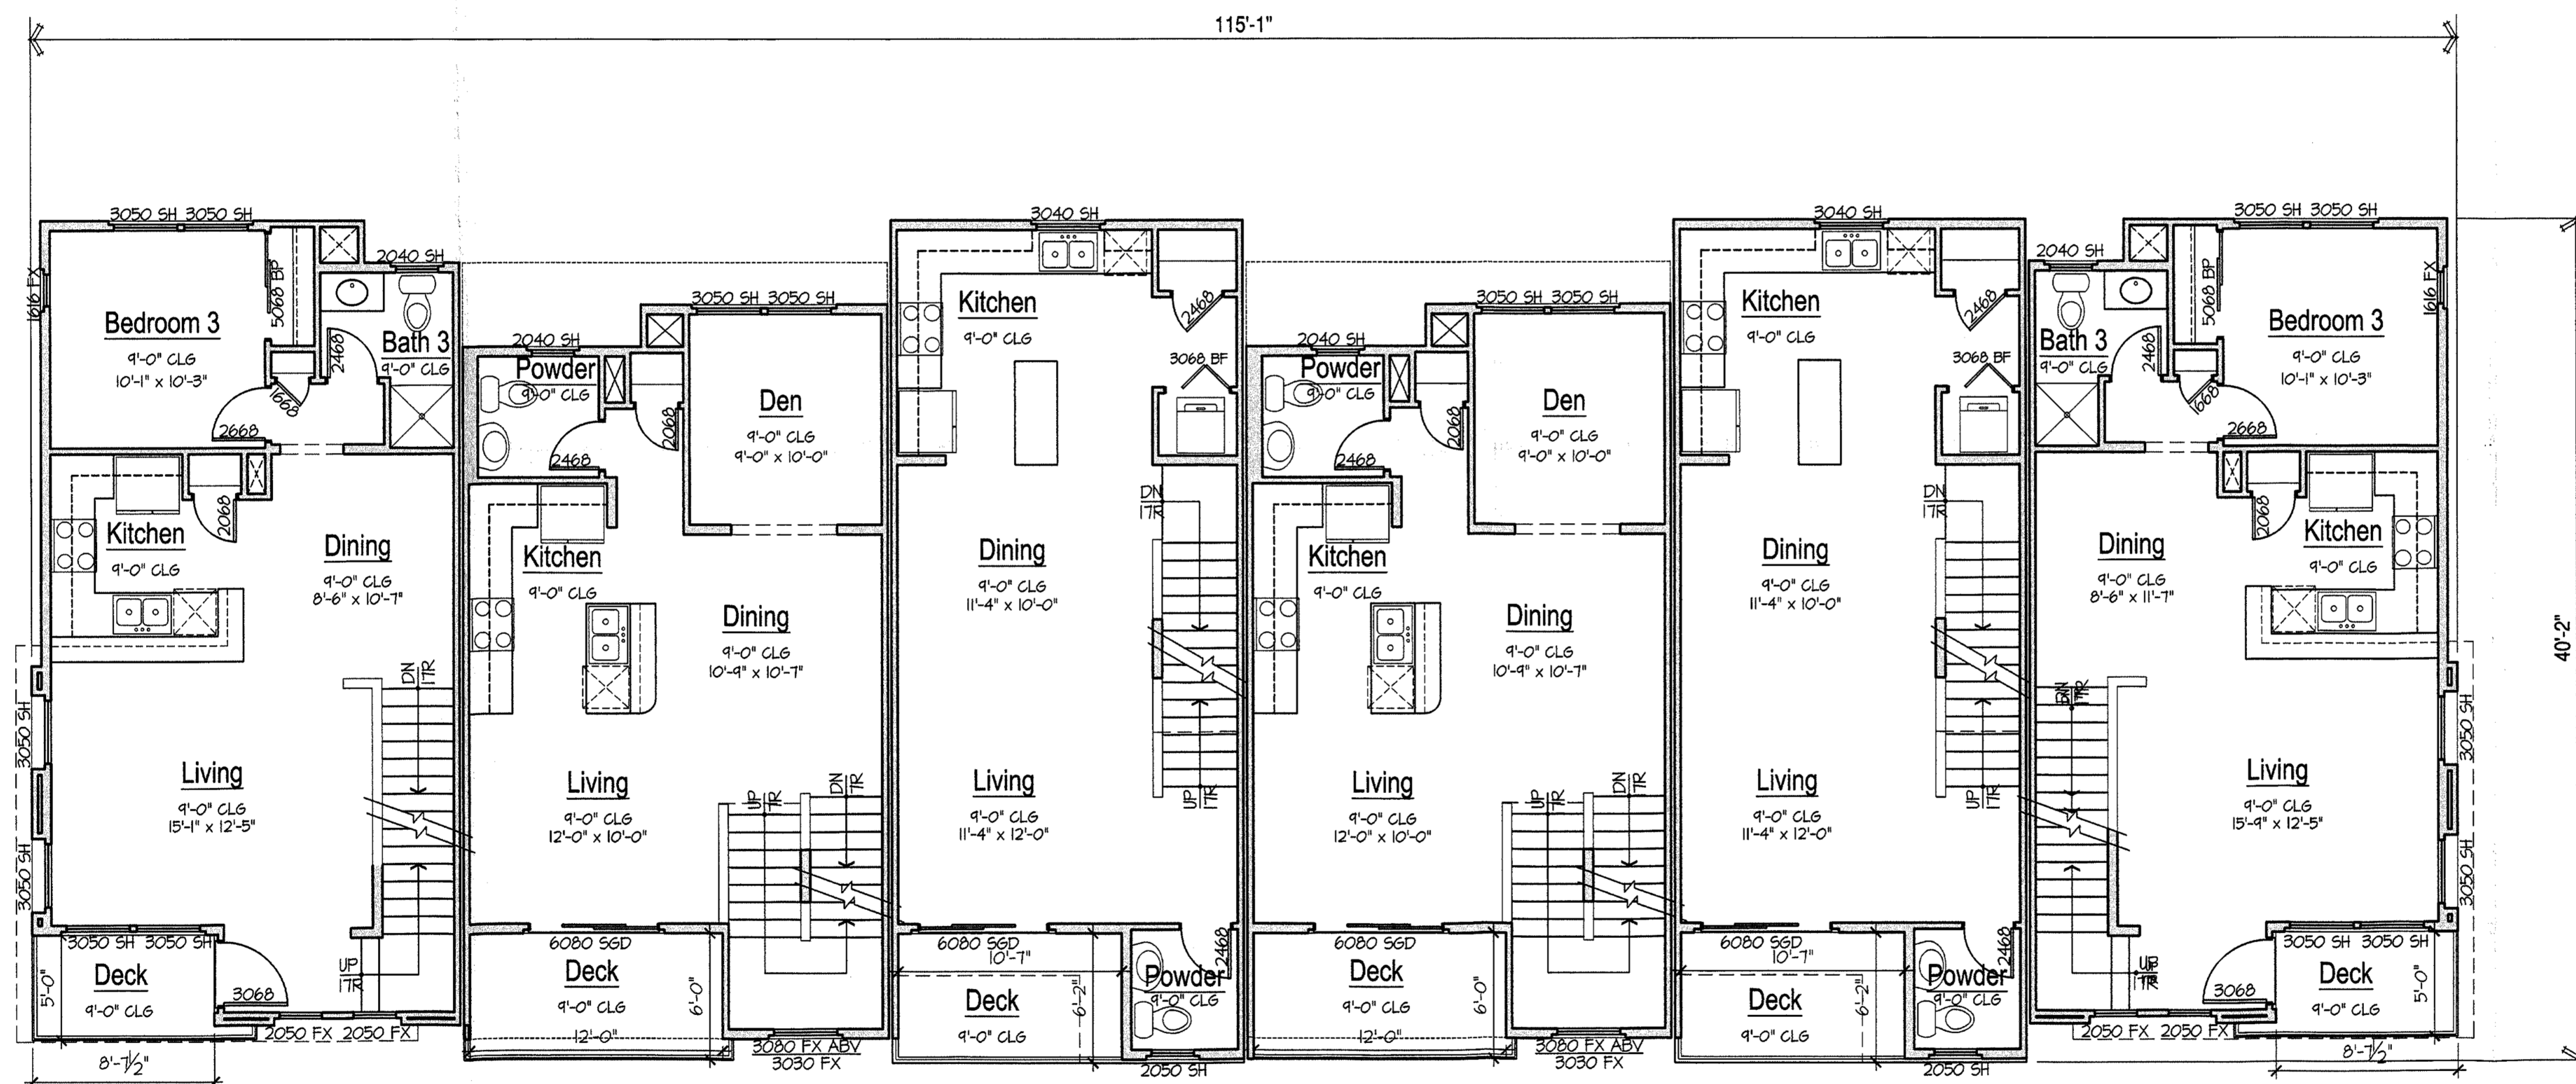 115'-1"
3050 SH 3050 SH
1616 FX
Bedroom 3
9'-0" CLG
10'-1" x 10'-3"
5068 BP
2040 SH
2468
Bath 3
9'-0" CLG
1668
2668
Kitchen
9'-0" CLG
2068
Dining
9'-0" CLG
8'-6" x 10'-7"
DN
17R
3050 SH
Living
9'-0" CLG
15'-1" x 12'-5"
3050 SH
3050 SH 3050 SH
Deck
9'-0" CLG
5'-0"
3068
UP
17R
2050 FX 2050 FX
8'-7 1/2"
2040 SH
Powder
9'-0" CLG
2468
2068
3050 SH 3050 SH
Den
9'-0" CLG
9'-0" x 10'-0"
Kitchen
9'-0" CLG
Dining
9'-0" CLG
10'-9" x 10'-7"
Living
9'-0" CLG
12'-0" x 10'-0"
UP
17R
DN
17R
6080 SGD
Deck
9'-0" CLG
12'-0"
6'-0"
3080 FX ABV
3030 FX
3040 SH
Kitchen
9'-0" CLG
2468
3068 BF
DN
17R
Dining
9'-0" CLG
11'-4" x 10'-0"
Living
9'-0" CLG
11'-4" x 12'-0"
UP
17R
6080 SGD
10'-7"
Deck
9'-0" CLG
6'-2"
2468
Powder
9'-0" CLG
2050 SH
2040 SH
Powder
9'-0" CLG
2468
2068
3050 SH 3050 SH
Den
9'-0" CLG
9'-0" x 10'-0"
Kitchen
9'-0" CLG
Dining
9'-0" CLG
10'-9" x 10'-7"
Living
9'-0" CLG
12'-0" x 10'-0"
UP
17R
DN
17R
6080 SGD
Deck
9'-0" CLG
12'-0"
6'-0"
3080 FX ABV
3030 FX
3040 SH
Kitchen
9'-0" CLG
2468
3068 BF
DN
17R
Dining
9'-0" CLG
11'-4" x 10'-0"
Living
9'-0" CLG
11'-4" x 12'-0"
UP
17R
6080 SGD
10'-7"
Deck
9'-0" CLG
6'-2"
2468
Powder
9'-0" CLG
2050 SH
2040 SH
Bath 3
9'-0" CLG
2468
5068 BP
3050 SH 3050 SH
1616 FX
Bedroom 3
9'-0" CLG
10'-1" x 10'-3"
1668
2668
2068
Kitchen
9'-0" CLG
Dining
9'-0" CLG
8'-6" x 11'-7"
DN
17R
3050 SH
Living
9'-0" CLG
15'-9" x 12'-5"
3050 SH
3050 SH 3050 SH
UP
17R
3068
Deck
9'-0" CLG
5'-0"
2050 FX 2050 FX
8'-7 1/2"
40'-2"